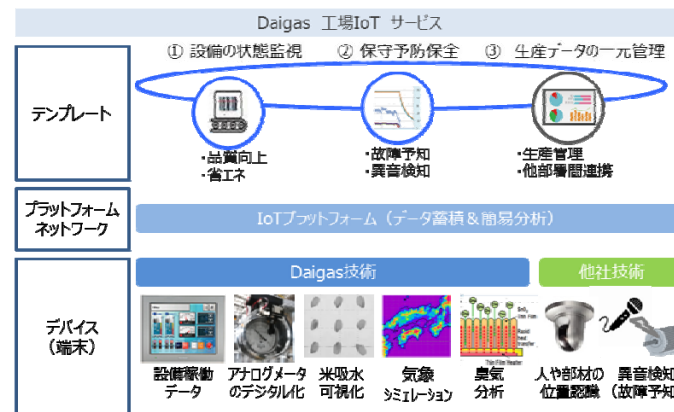 Daigas 工場IoT サービス
① 設備の状態監視 ② 保守予防保全 ③ 生産データの一元管理
テンプレート
・品質向上
・省エネ
・故障予知
・異音検知
・生産管理
・他部署間連携
プラットフォーム
ネットワーク
IoTプラットフォーム(データ蓄積&簡易分析)
Daigas技術
他社技術
デバイス
(端末)
設備稼働
データ
アナログメータ
のデジタル化
米吸水
可視化
気象
シミュレーション
臭気
分析
人や部材の
位置認識
異音検知
(故障予知